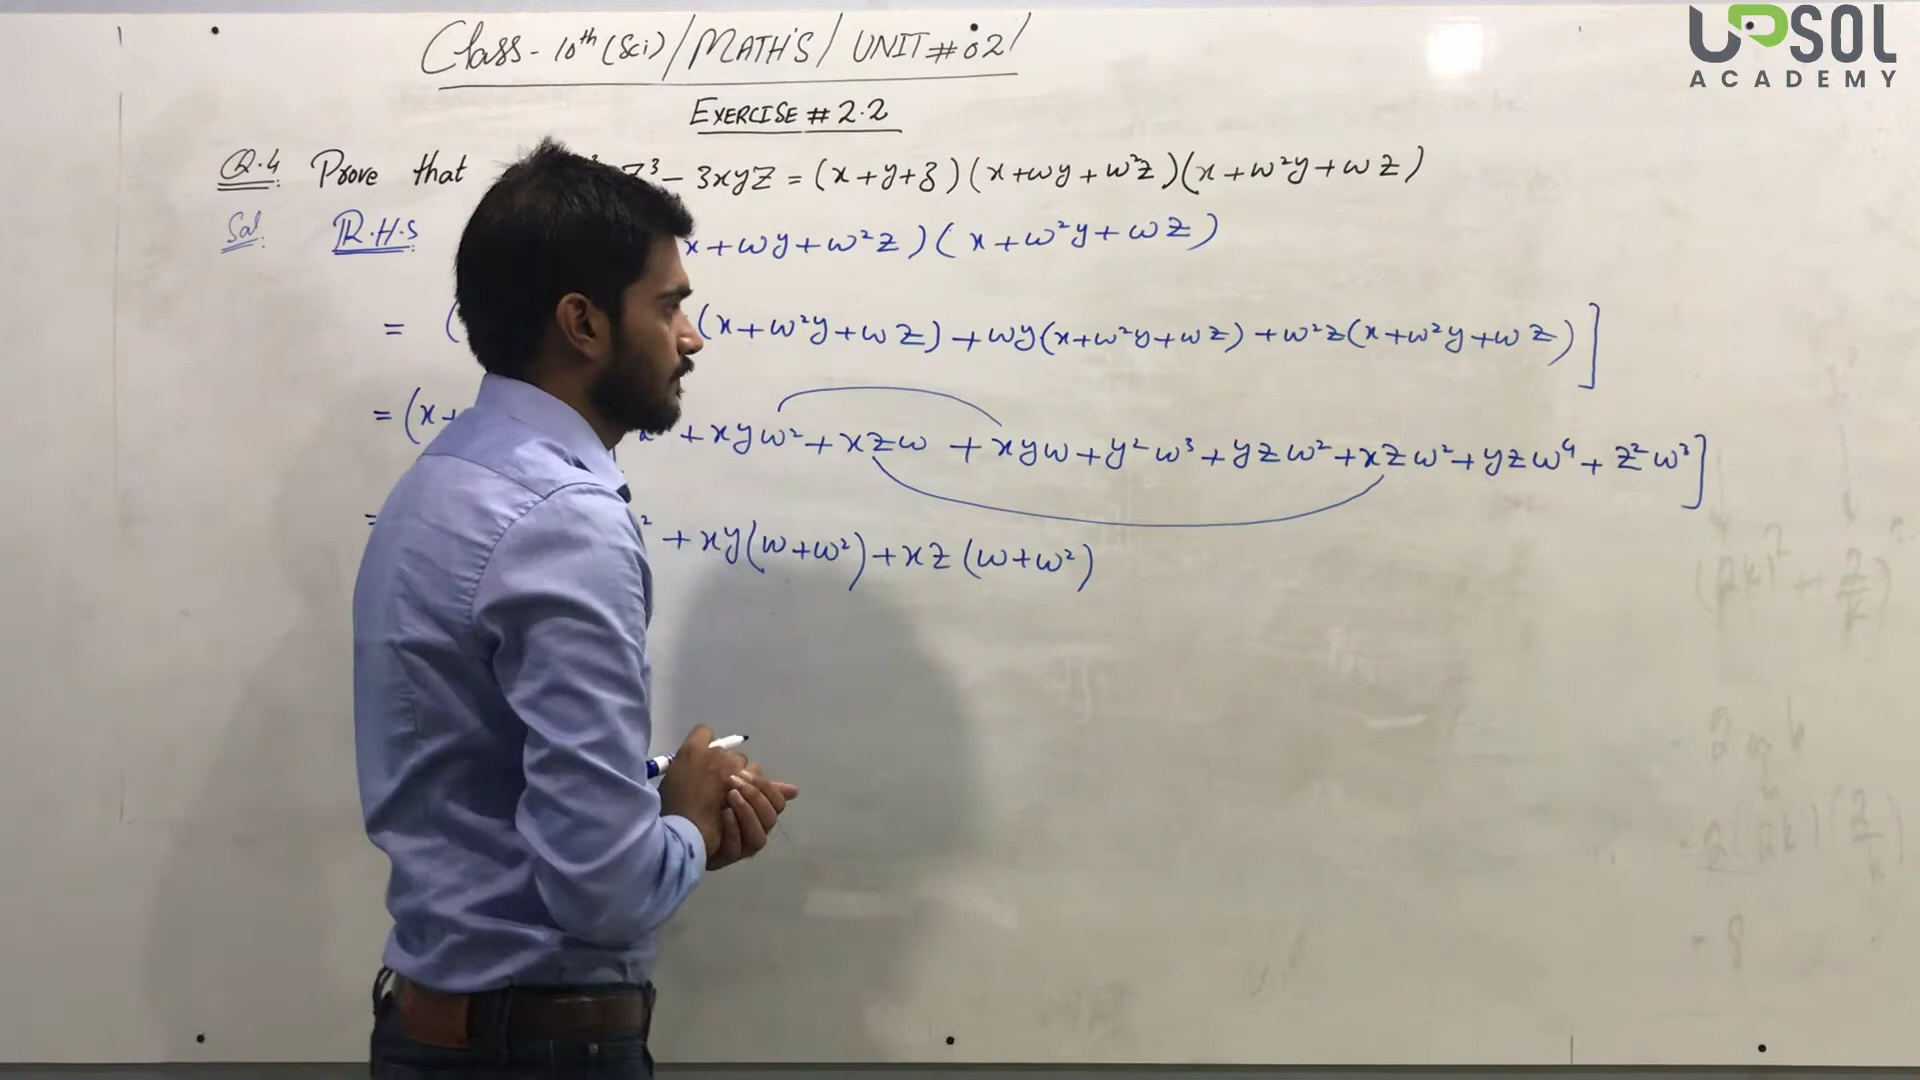 UPSOL
ACADEMY
Class - 10th (Sci) / MATH'S / UNIT # 02 /
EXERCISE # 2.2
Q.4 Prove that z³ - 3xyz = (x+y+z)(x+ωy+ω²z)(x+ω²y+ωz)
Sol: R.H.S x+ωy+ω²z)(x+ω²y+ωz)
= ( (x+ω²y+ωz)+ωy(x+ω²y+ωz)+ω²z(x+ω²y+ωz)]
= (x+ + xyω² + xzω + xyω + y²ω³ + yzω² + xzω² + yzω⁴ + z²ω³]
= ² + xy(ω+ω²) + xz(ω+ω²)